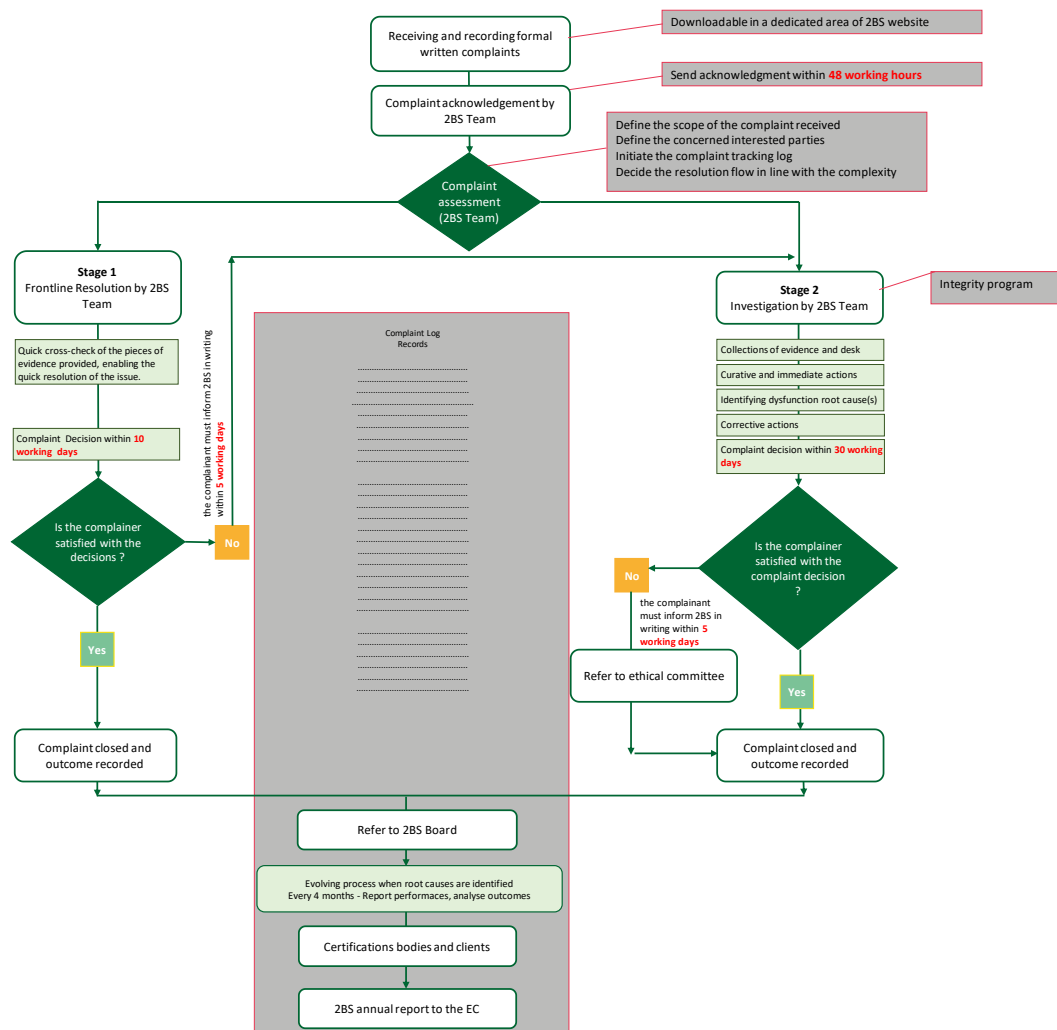 Receiving and recording formal
written complaints
Downloadable in a dedicated area of 2BS website
Send acknowledgment within 48 working hours
Complaint acknowledgement by
2BS Team
Define the scope of the complaint received
Define the concerned interested parties
Initiate the complaint tracking log
Decide the resolution flow in line with the complexity
Complaint
assessment
(2BS Team)
Stage 1
Frontline Resolution by 2BS
Team
Stage 2
Investigation by 2BS Team
Integrity program
Quick cross-check of the pieces of
evidence provided, enabling the
quick resolution of the issue.
Complaint Decision within 10
working days
the complainant must inform 2BS in writing
within 5 working days
Complaint Log
Records
Collections of evidence and desk
Curative and immediate actions
Identifying dysfunction root cause(s)
Corrective actions
Complaint decision within 30 working
days
Is the complainer
satisfied with the
decisions ?
No
Is the complainer
satisfied with the
complaint decision
?
No
the complainant
must inform 2BS in
writing within 5
working days
Yes
Refer to ethical committee
Yes
Complaint closed and
outcome recorded
Complaint closed and
outcome recorded
Refer to 2BS Board
Evolving process when root causes are identified
Every 4 months - Report performaces, analyse outcomes
Certifications bodies and clients
2BS annual report to the EC